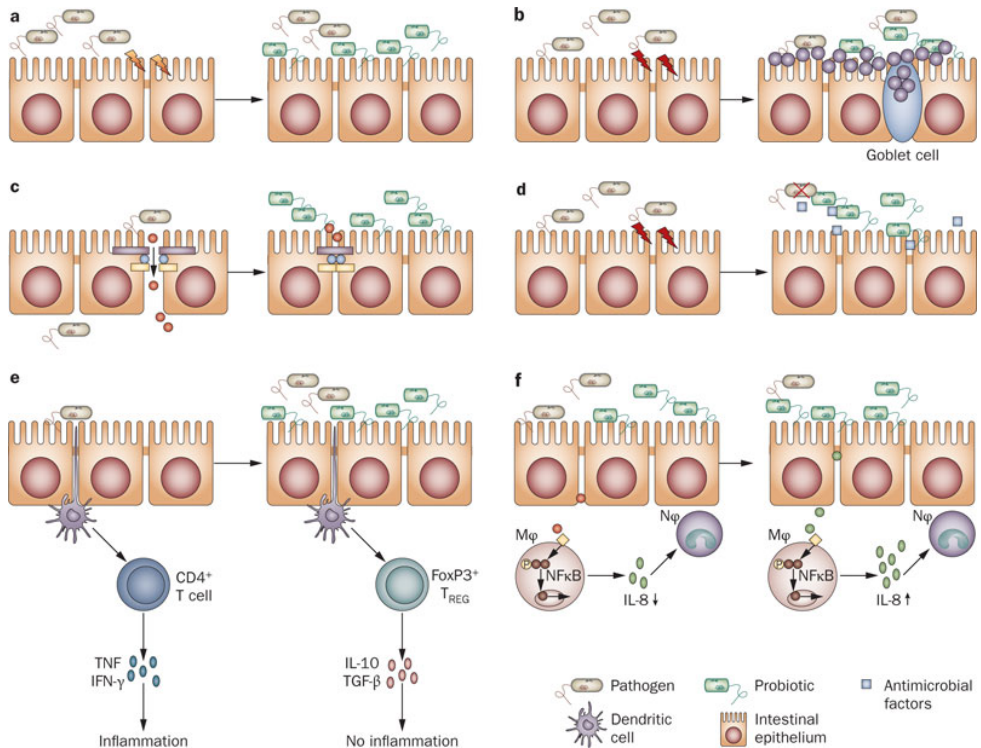 a
b
Goblet cell
c
d
e
CD4⁺
T cell
TNF
IFN-γ
Inflammation
FoxP3⁺
T_REG
IL-10
TGF-β
No inflammation
f
Mφ
P
NFκB
IL-8 ↓
Nφ
Mφ
P
NFκB
IL-8 ↑
Nφ
Pathogen
Probiotic
Antimicrobial
factors
Dendritic
cell
Intestinal
epithelium